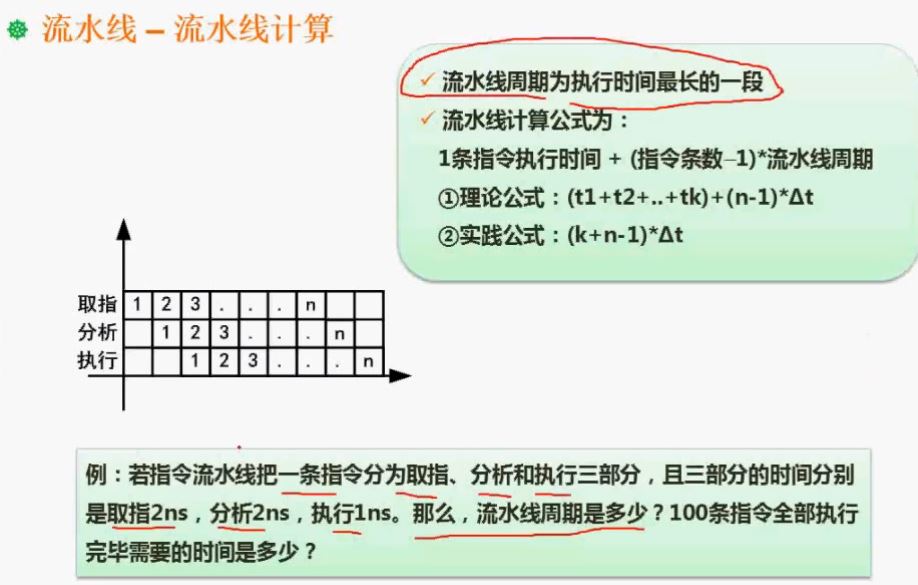 流水线 – 流水线计算
✓ 流水线周期为执行时间最长的一段
✓ 流水线计算公式为：
1条指令执行时间 + (指令条数–1)*流水线周期
①理论公式：(t1+t2+..+tk)+(n-1)*Δt
②实践公式：(k+n-1)*Δt
取指 1 2 3 . . . n
分析 1 2 3 . . . n
执行 1 2 3 . . . n
例：若指令流水线把一条指令分为取指、分析和执行三部分，且三部分的时间分别
是取指2ns，分析2ns，执行1ns。那么，流水线周期是多少？100条指令全部执行
完毕需要的时间是多少？